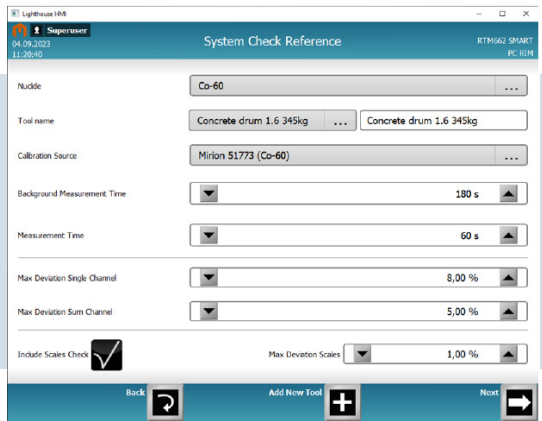 Lighthouse HMI
Superuser
04.09.2023
11:20:40
System Check Reference
RTM662 SMART
PC RIM
Nuclide Co-60 ...
Tool name Concrete drum 1.6 345kg ... Concrete drum 1.6 345kg
Calibration Source Mirion 51773 (Co-60) ...
Background Measurement Time 180 s
Measurement Time 60 s
Max Deviation Single Channel 8,00 %
Max Deviation Sum Channel 5,00 %
Include Scales Check Max Deviation Scales 1,00 %
Back Add New Tool Next